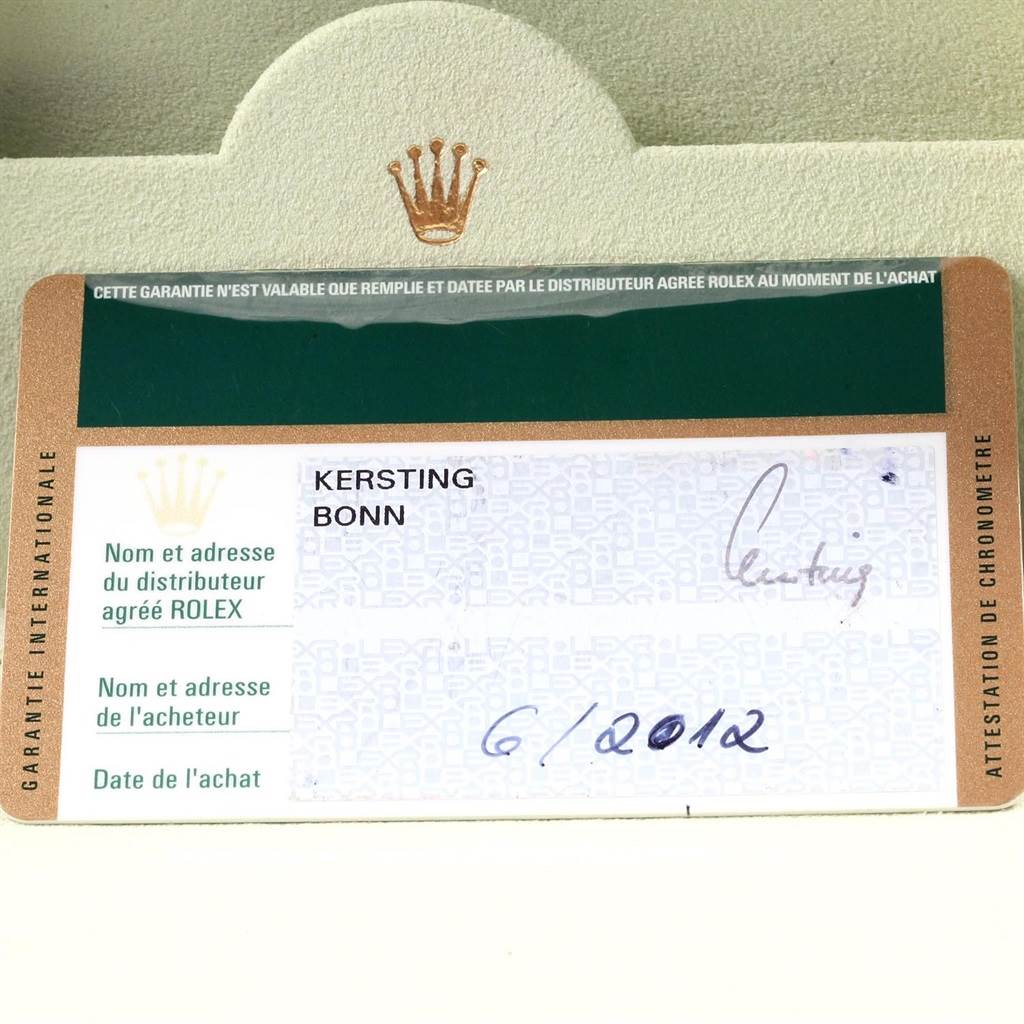 CETTE GARANTIE N'EST VALABLE QUE REMPLIE ET DATEE PAR LE DISTRIBUTEUR AGREE ROLEX AU MOMENT DE L'ACHAT
GARANTIE INTERNATIONALE
KERSTING
BONN
Nom et adresse
du distributeur
agréé ROLEX
Kersting
Nom et adresse
de l'acheteur
6/2012
Date de l'achat
ATTESTATION DE CHRONOMETRE